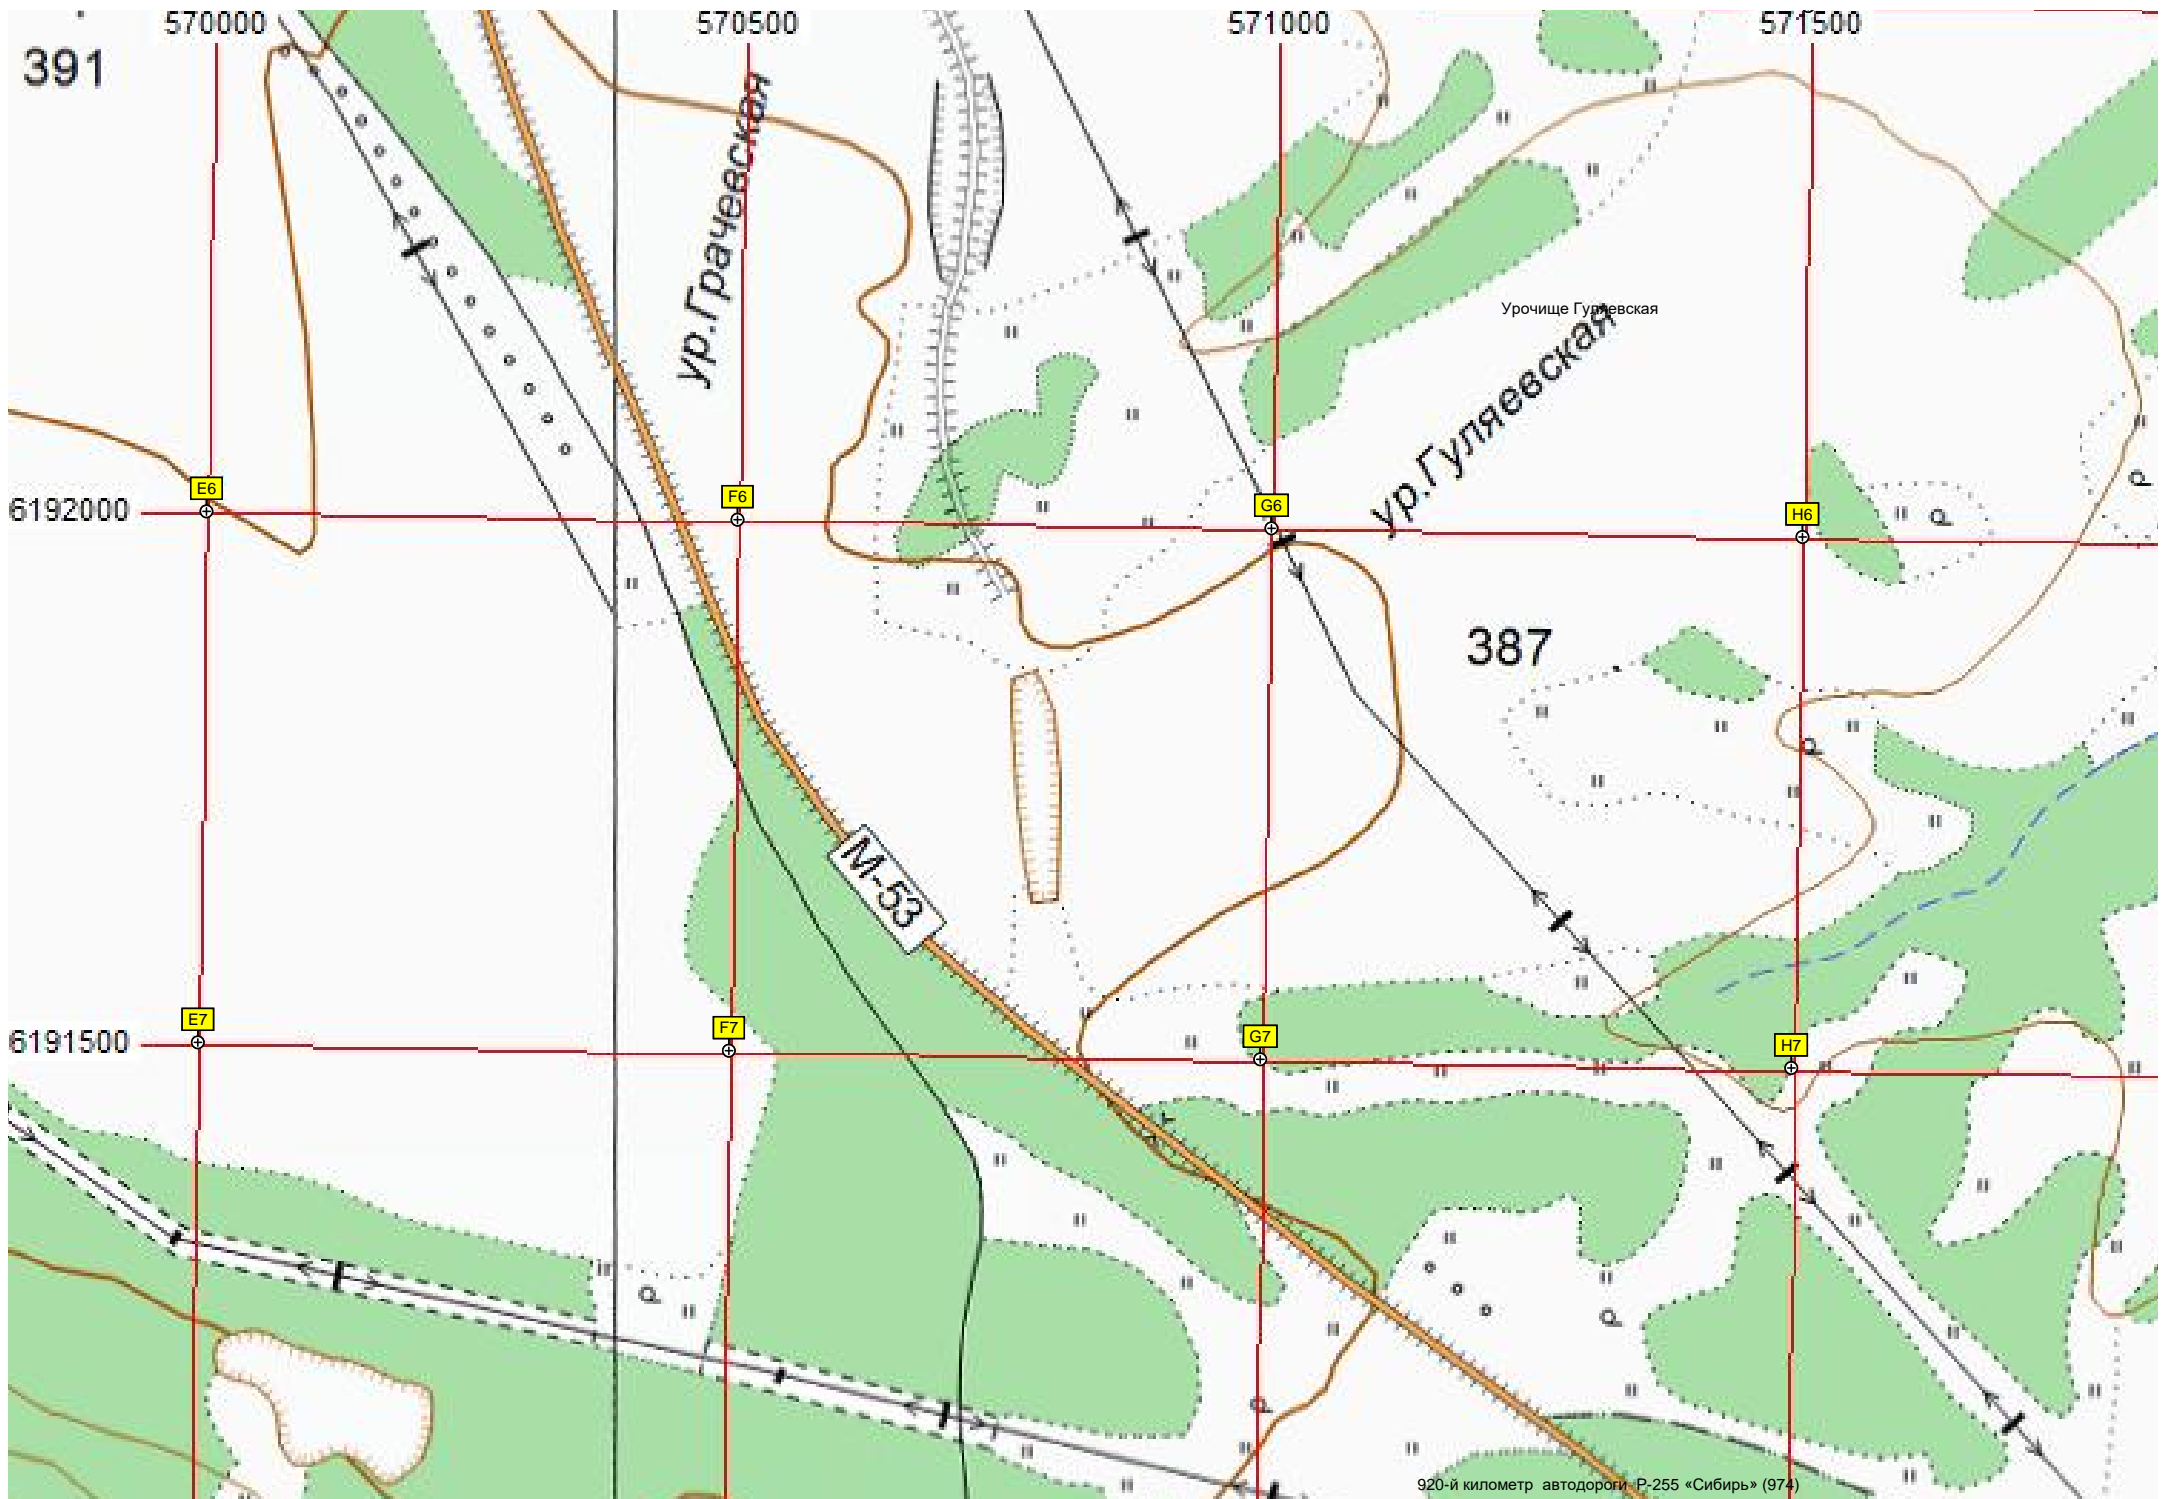 570000
570500
571000
571500
391
ур.Грачевская
Урочище Гуляевская
ур.Гуляевская
E6
F6
G6
H6
6192000
387
М-53
E7
F7
G7
H7
6191500
920-й километр автодороги Р-255 «Сибирь» (974)